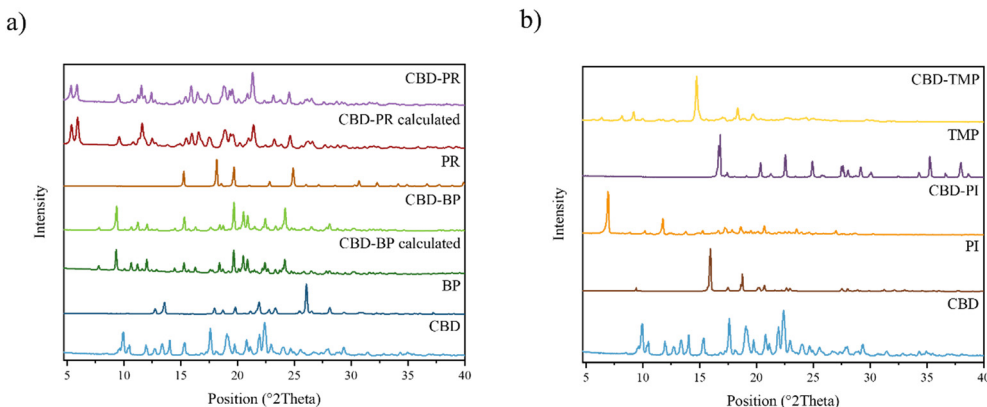 a)
CBD-PR
CBD-PR calculated
PR
CBD-BP
CBD-BP calculated
BP
CBD
Intensity
5 10 15 20 25 30 35 40
Position (°2Theta)
b)
CBD-TMP
TMP
CBD-PI
PI
CBD
Intensity
5 10 15 20 25 30 35 40
Position (°2Theta)